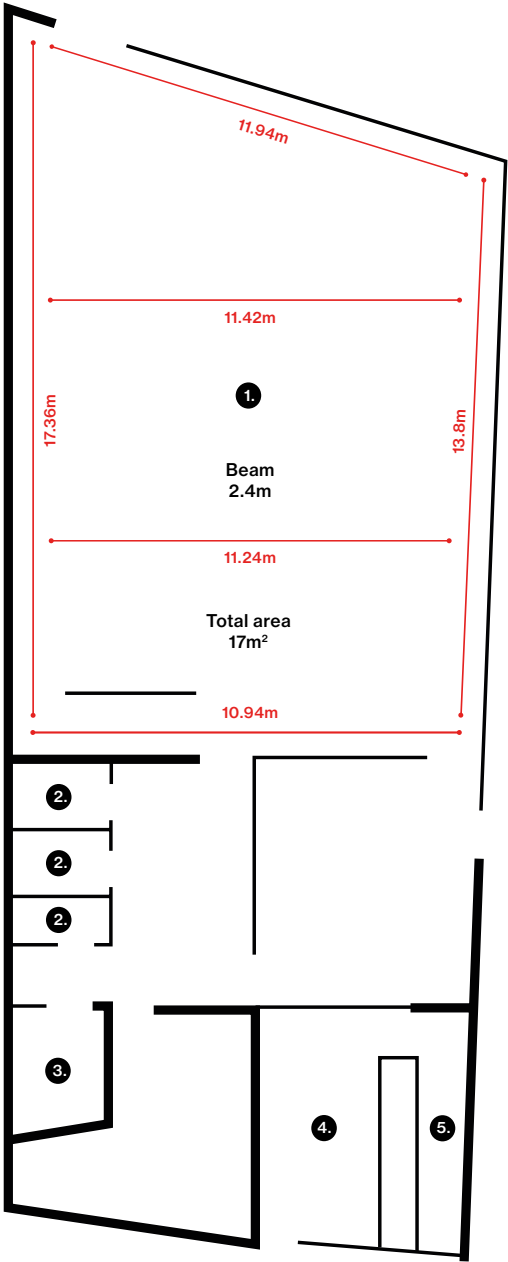 11.94m
11.42m
1.
17.36m
13.8m
Beam
2.4m
11.24m
Total area
17m²
10.94m
2.
2.
2.
3.
4.
5.